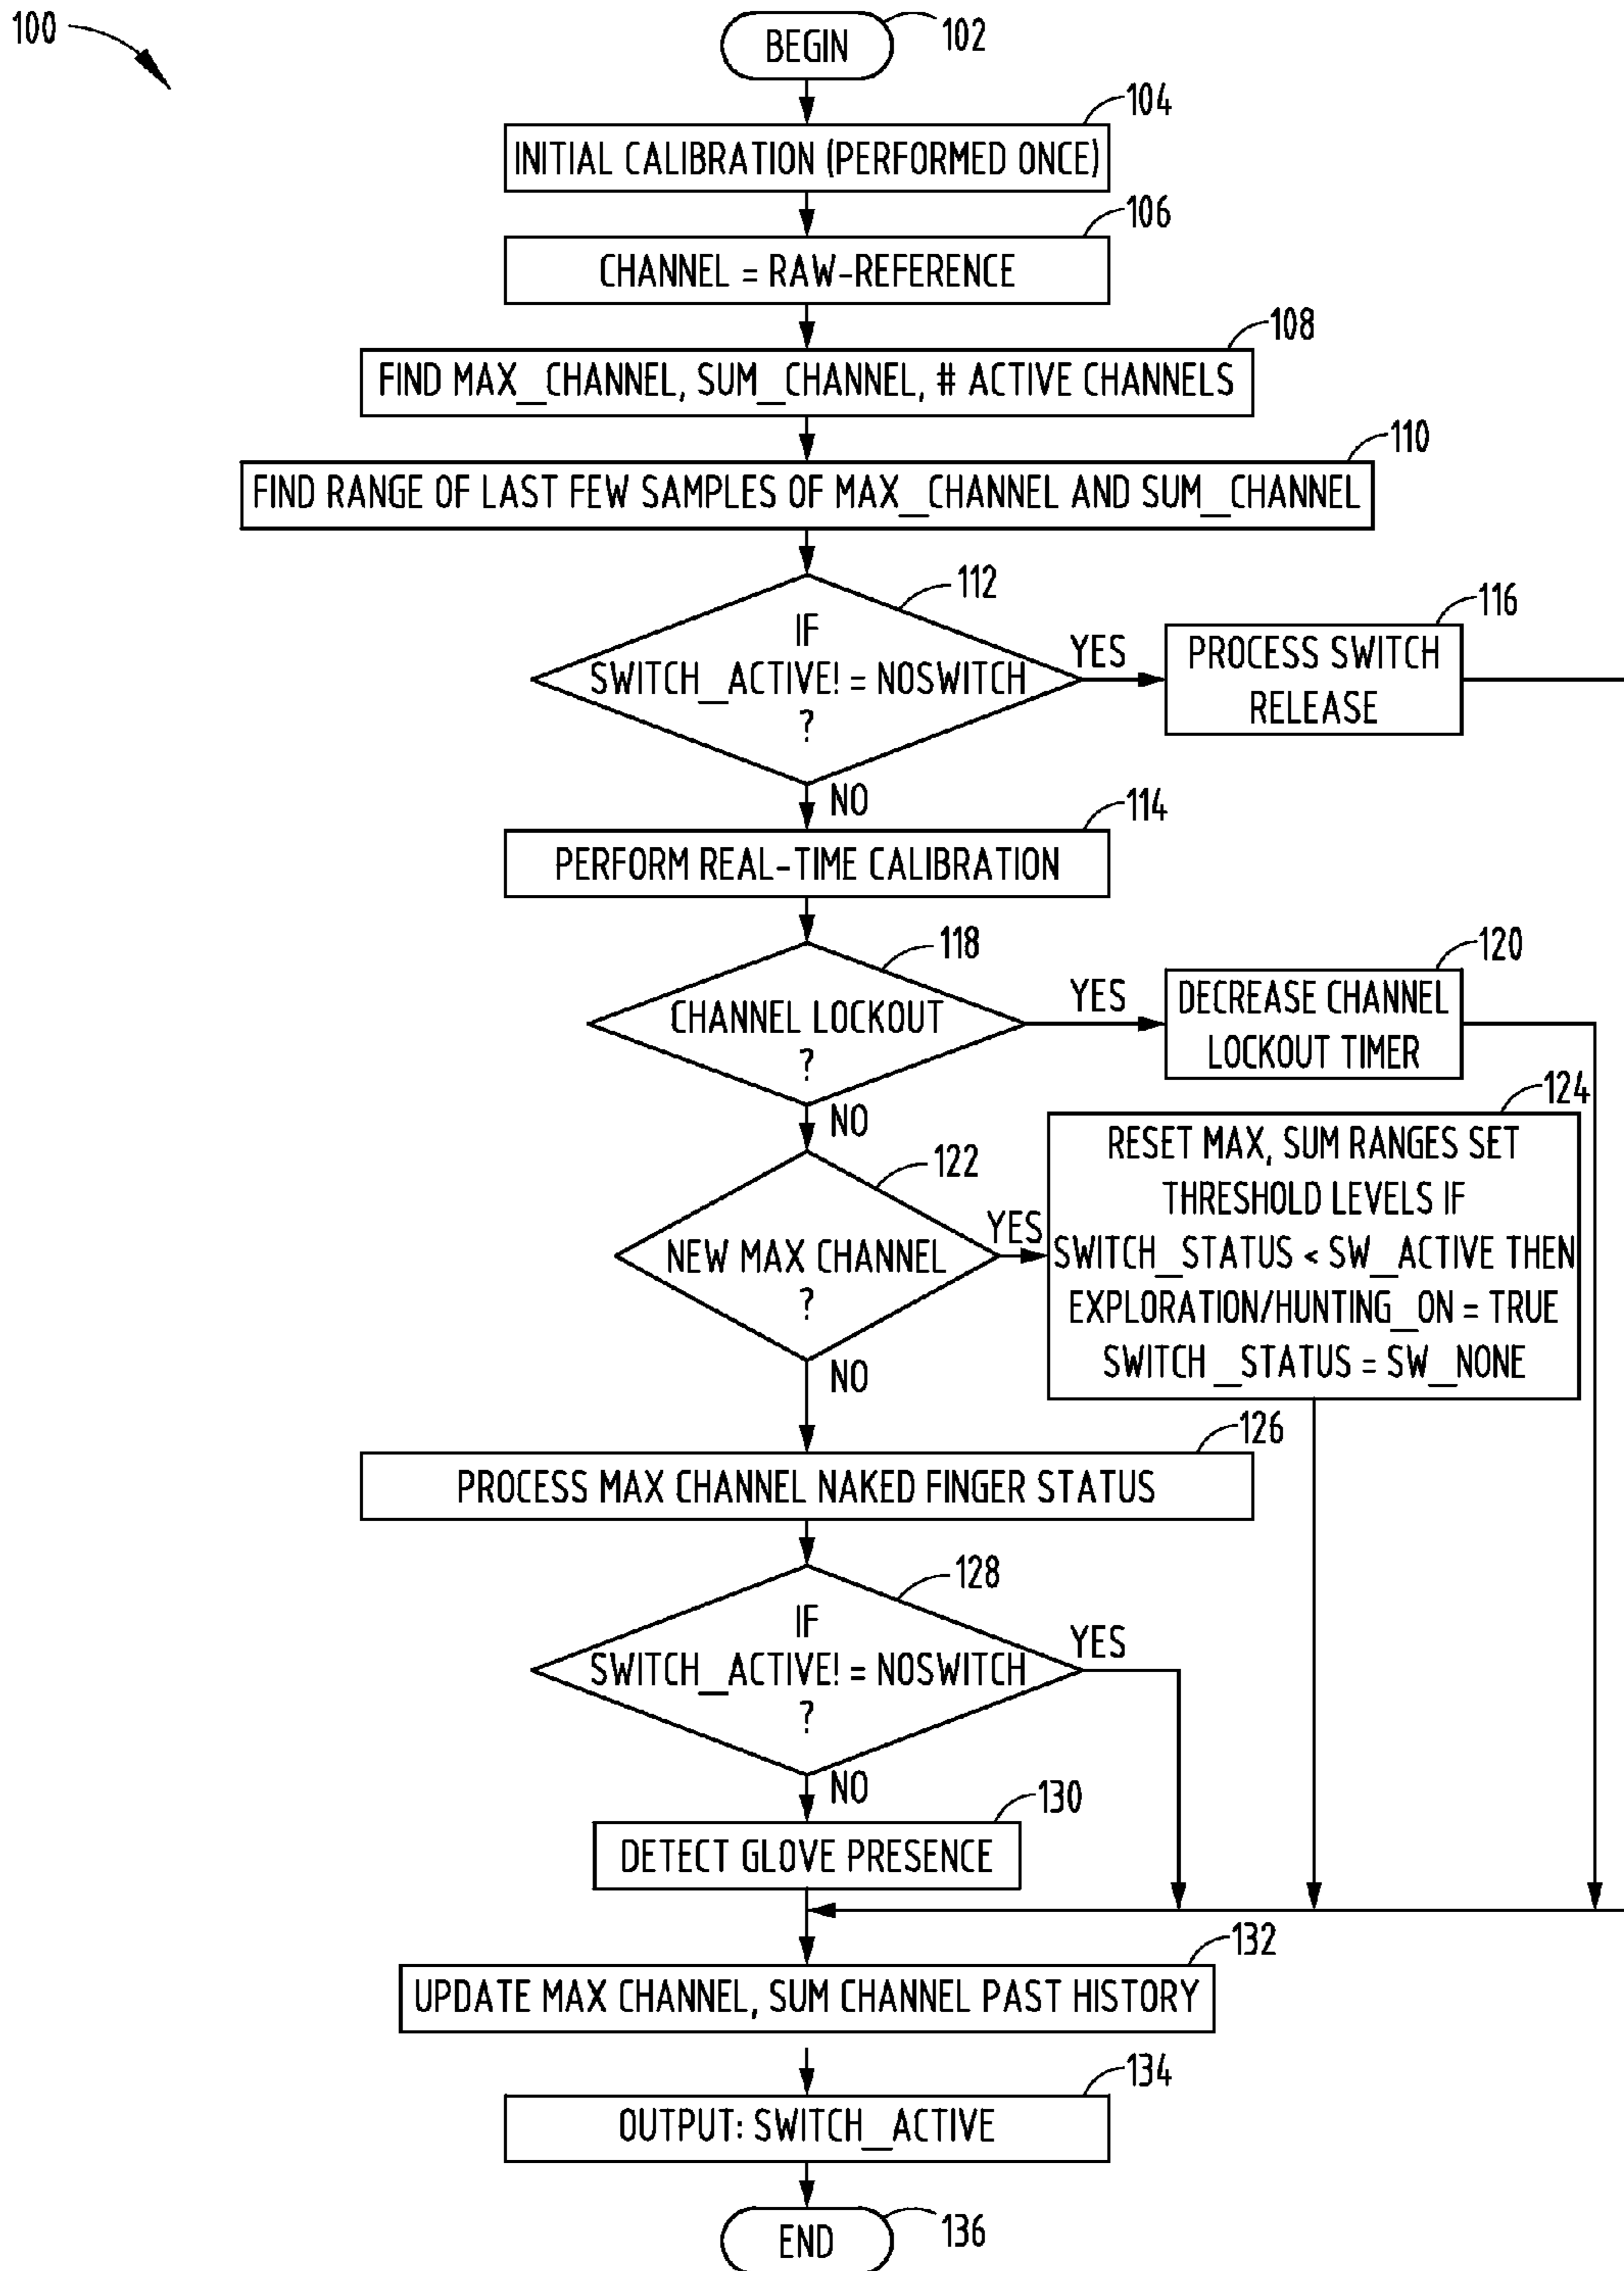 100
BEGIN
102
104
INITIAL CALIBRATION (PERFORMED ONCE)
106
CHANNEL = RAW-REFERENCE
108
FIND MAX_CHANNEL, SUM_CHANNEL, # ACTIVE CHANNELS
110
FIND RANGE OF LAST FEW SAMPLES OF MAX_CHANNEL AND SUM_CHANNEL
112
IF
SWITCH_ACTIVE! = NOSWITCH
?
YES
116
PROCESS SWITCH
RELEASE
NO
114
PERFORM REAL-TIME CALIBRATION
118
CHANNEL LOCKOUT
?
YES
120
DECREASE CHANNEL
LOCKOUT TIMER
NO
122
NEW MAX CHANNEL
?
YES
124
RESET MAX, SUM RANGES SET
THRESHOLD LEVELS IF
SWITCH_STATUS < SW_ACTIVE THEN
EXPLORATION/HUNTING_ON = TRUE
SWITCH_STATUS = SW_NONE
NO
126
PROCESS MAX CHANNEL NAKED FINGER STATUS
128
IF
SWITCH_ACTIVE! = NOSWITCH
?
YES
NO
130
DETECT GLOVE PRESENCE
132
UPDATE MAX CHANNEL, SUM CHANNEL PAST HISTORY
134
OUTPUT: SWITCH_ACTIVE
END
136